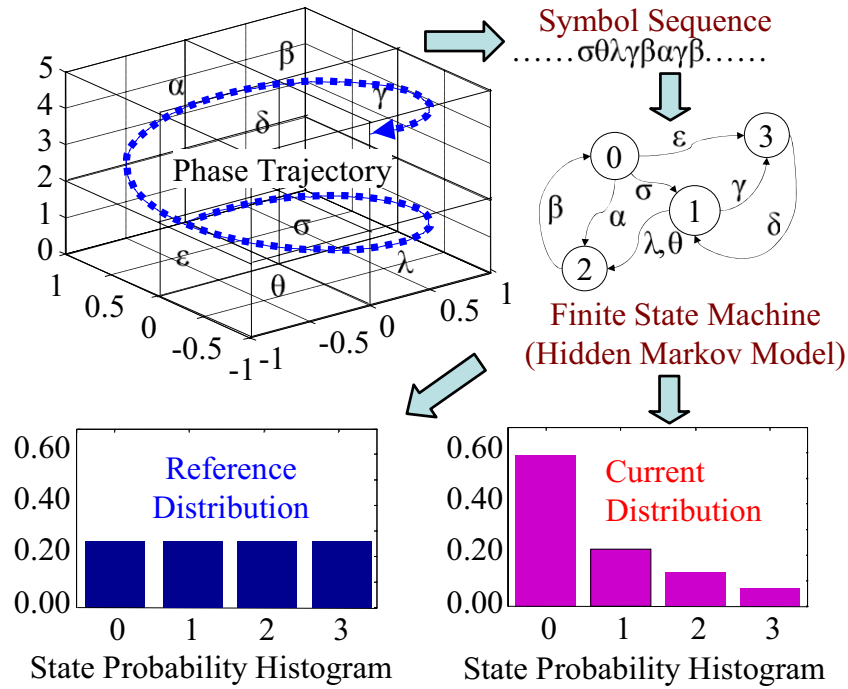 Symbol Sequence
……σθλγβαγβ……
5
4
3
2
1
0
α
β
γ
δ
Phase Trajectory
σ
ε
θ
λ
1
0.5
0
-0.5
-1
-1
-0.5
0
0.5
1
0
3
1
2
ε
σ
γ
α
β
λ,θ
δ
Finite State Machine
(Hidden Markov Model)
0.60
0.40
0.20
0.00
Reference
Distribution
0 1 2 3
State Probability Histogram
0.60
0.40
0.20
0.00
Current
Distribution
0 1 2 3
State Probability Histogram